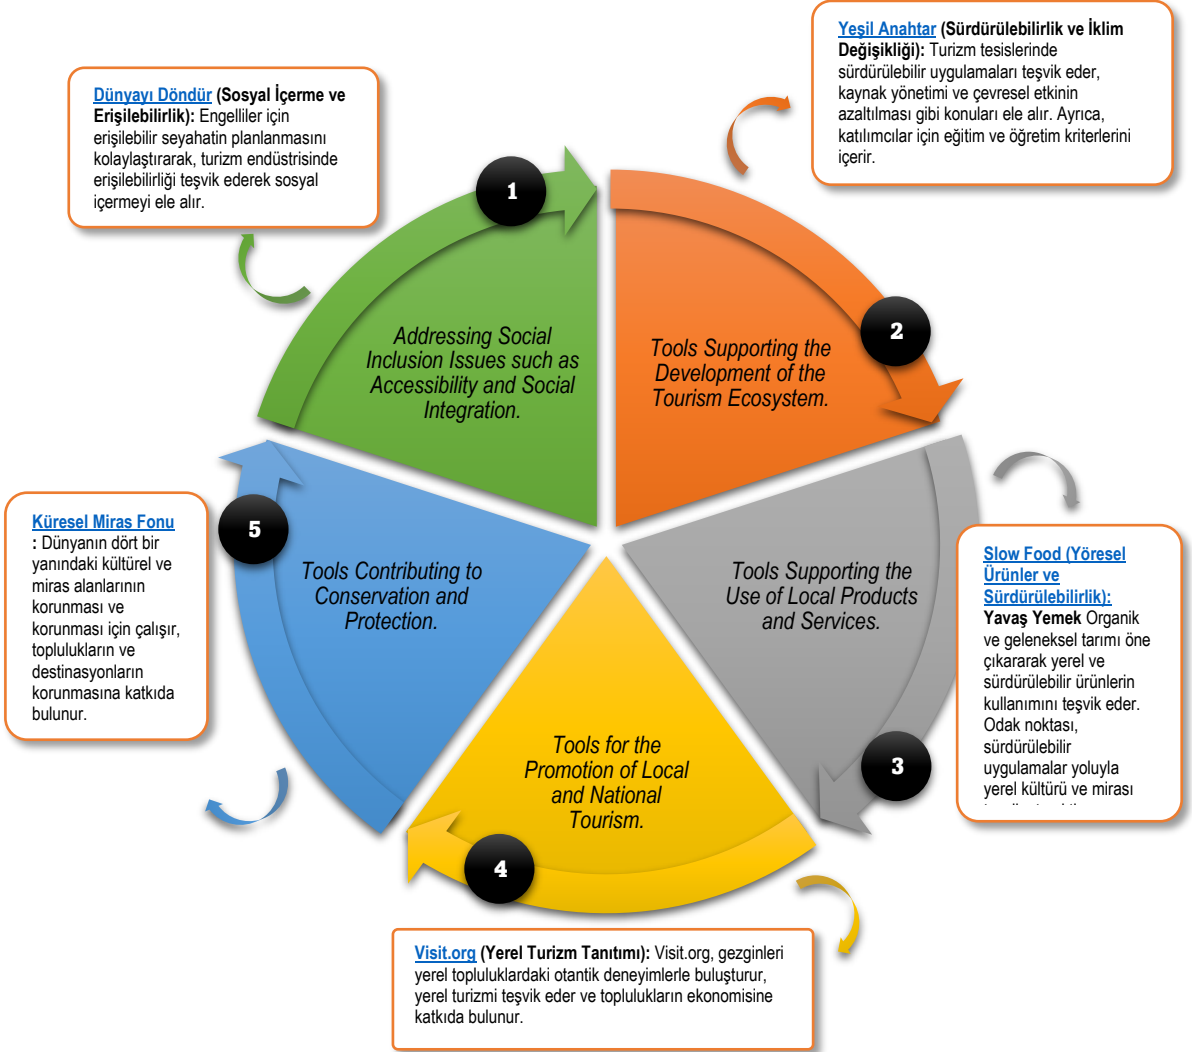 Yeşil Anahtar (Sürdürülebilirlik ve İklim
Değişikliği): Turizm tesislerinde
sürdürülebilir uygulamaları teşvik eder,
kaynak yönetimi ve çevresel etkinin
azaltılması gibi konuları ele alır. Ayrıca,
katılımcılar için eğitim ve öğretim kriterlerini
içerir.
Dünyayı Döndür (Sosyal İçerme ve
Erişilebilirlik): Engelliler için
erişilebilir seyahatin planlanmasını
kolaylaştırarak, turizm endüstrisinde
erişilebilirliği teşvik ederek sosyal
içermeyi ele alır.
1
2
Addressing Social
Inclusion Issues such as
Accessibility and Social
Integration.
Tools Supporting the
Development of the
Tourism Ecosystem.
Küresel Miras Fonu
: Dünyanın dört bir
yanındaki kültürel ve
miras alanlarının
korunması ve
korunması için çalışır,
toplulukların ve
destinasyonların
korunmasına katkıda
bulunur.
5
Tools Contributing to
Conservation and
Protection.
Tools Supporting the
Use of Local Products
and Services.
Slow Food (Yöresel
Ürünler ve
Sürdürülebilirlik):
Yavaş Yemek Organik
ve geleneksel tarımı öne
çıkararak yerel ve
sürdürülebilir ürünlerin
kullanımını teşvik eder.
Odak noktası,
sürdürülebilir
uygulamalar yoluyla
yerel kültürü ve mirası
3
Tools for the
Promotion of Local
and National
Tourism.
4
Visit.org (Yerel Turizm Tanıtımı): Visit.org, gezginleri
yerel topluluklardaki otantik deneyimlerle buluşturur,
yerel turizmi teşvik eder ve toplulukların ekonomisine
katkıda bulunur.